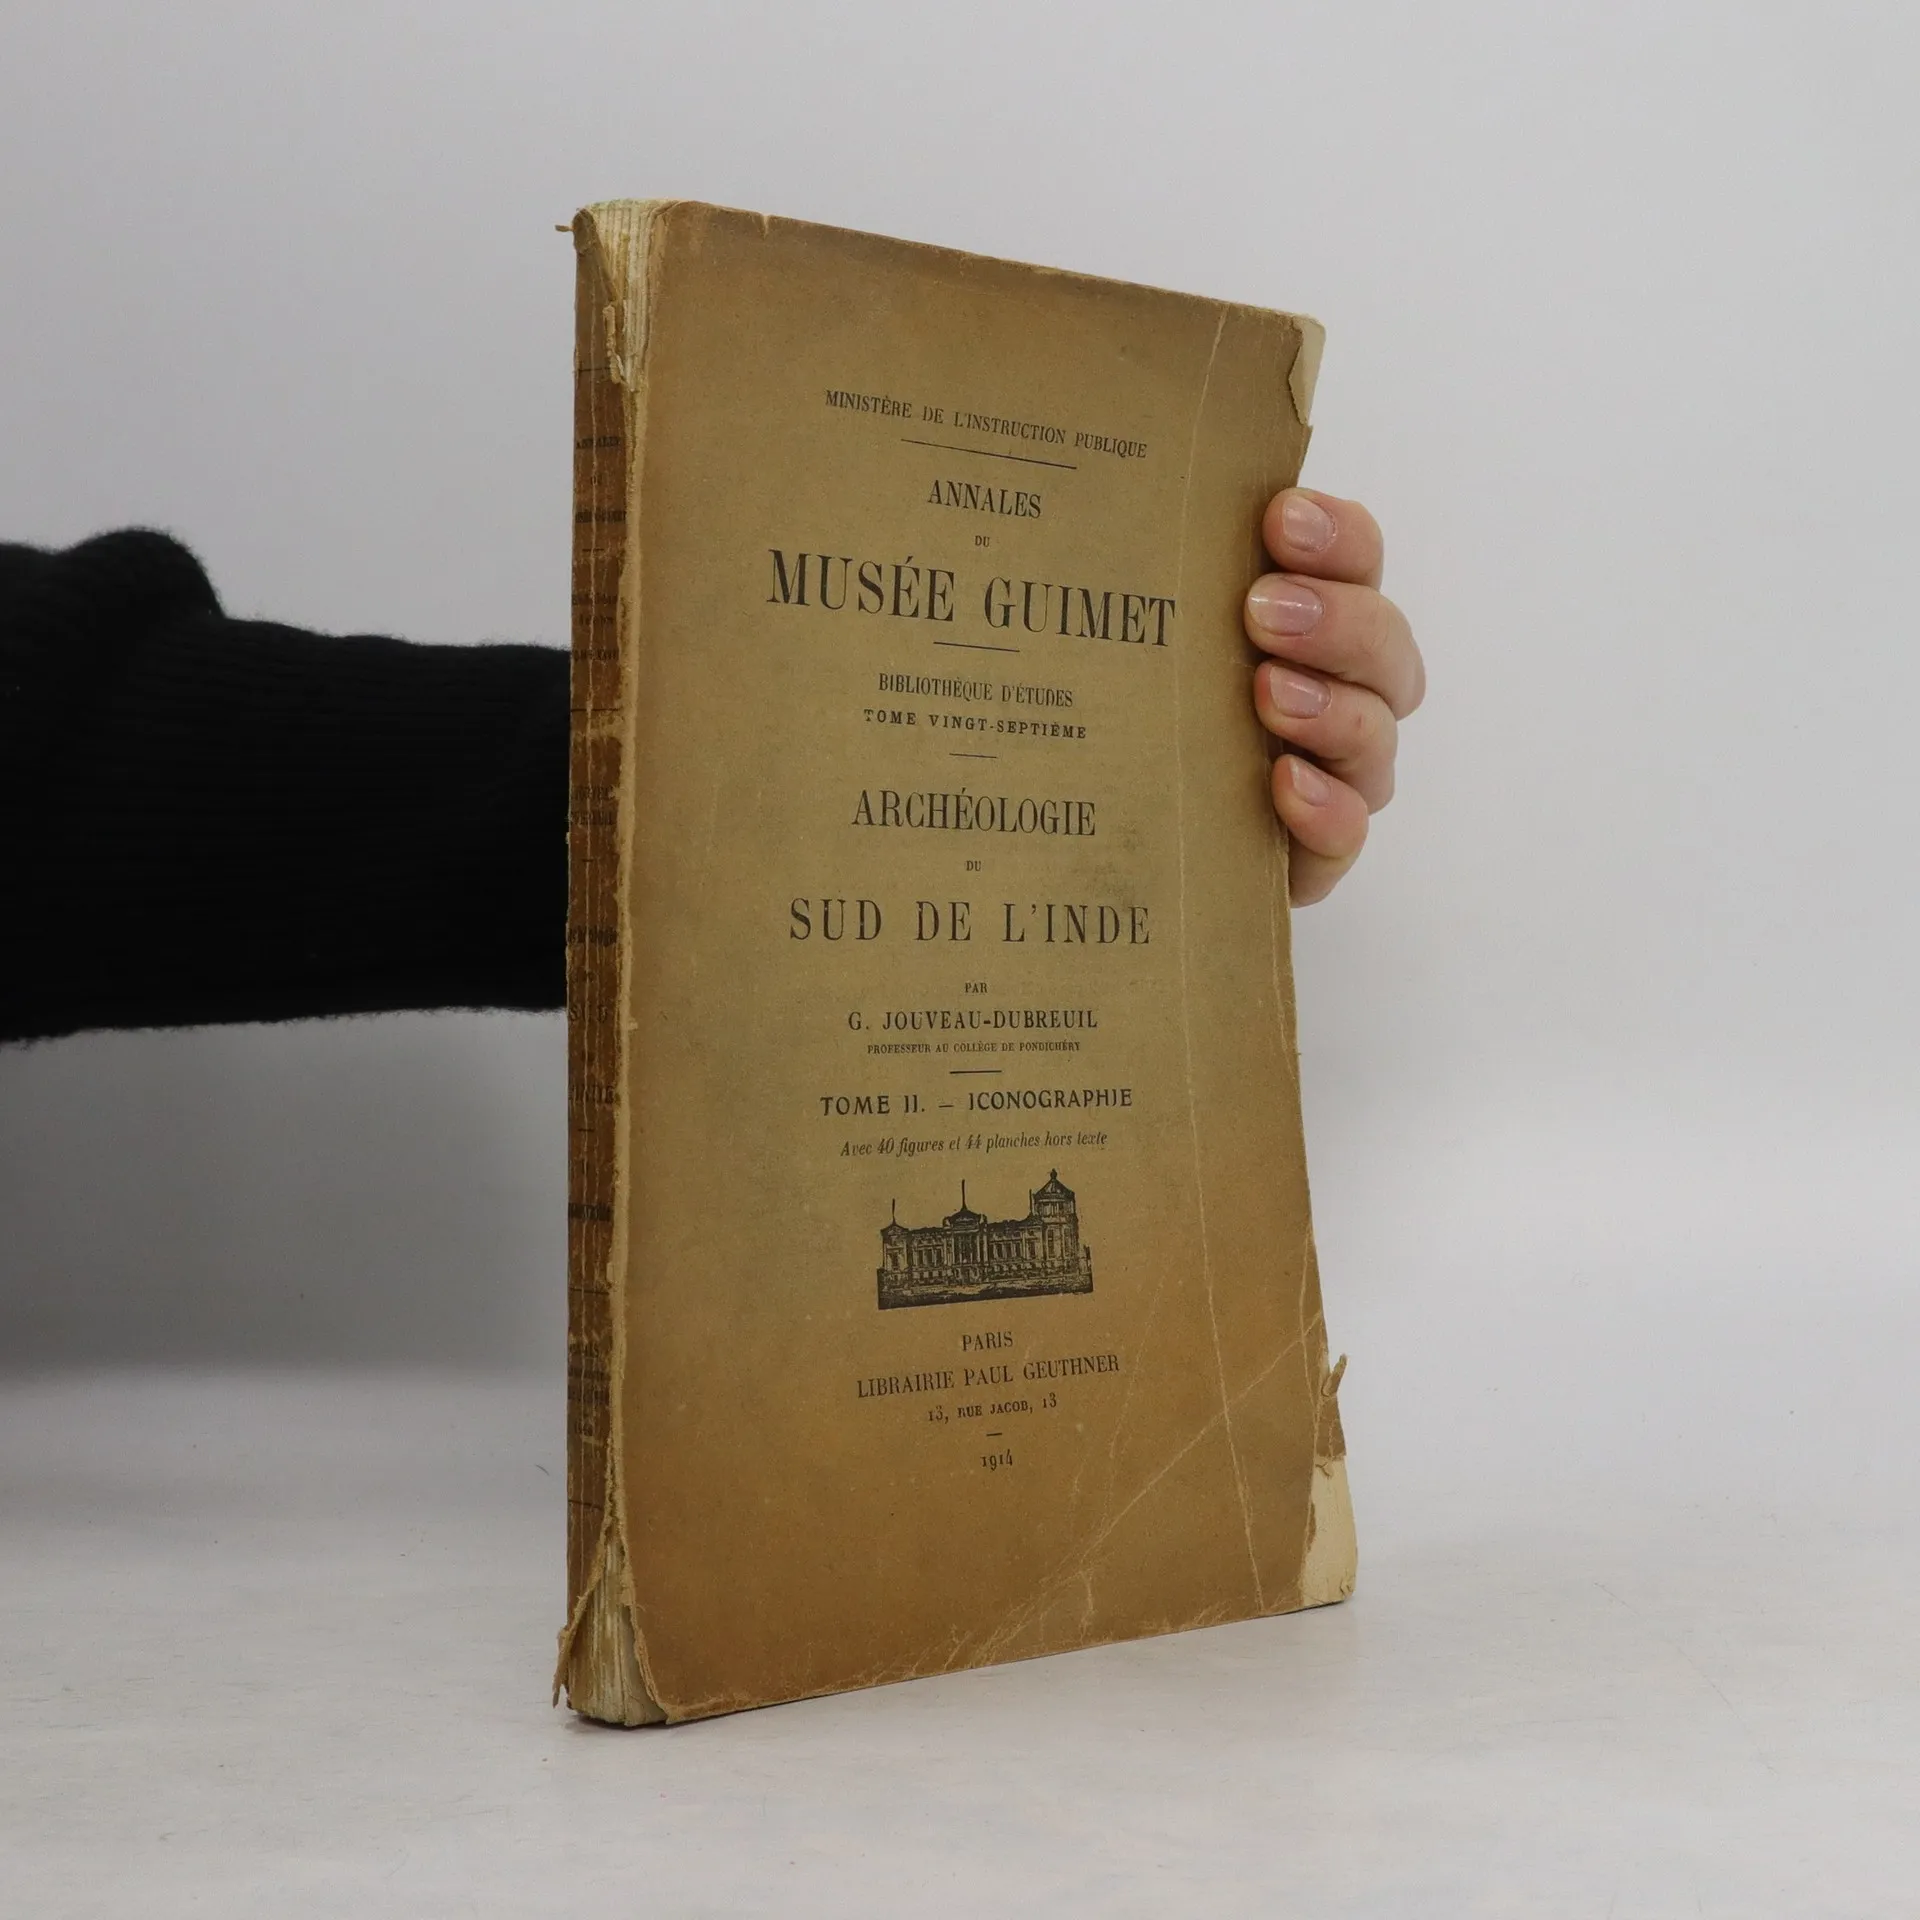 MINISTÈRE DE L'INSTRUCTION PUBLIQUE
ANNALES
DU
MUSÉE GUIMET
BIBLIOTHÈQUE D'ÉTUDES
TOME VINGT-SEPTIÈME
ARCHÉOLOGIE
DU
SUD DE L'INDE
PAR
G. JOUVEAU-DUBREUIL
PROFESSEUR AU COLLÈGE DE PONDICHÉRY
TOME II. — ICONOGRAPHIE
Avec 40 figures et 44 planches hors texte
PARIS
LIBRAIRIE PAUL GEUTHNER
13, RUE JACOB, 13
1914